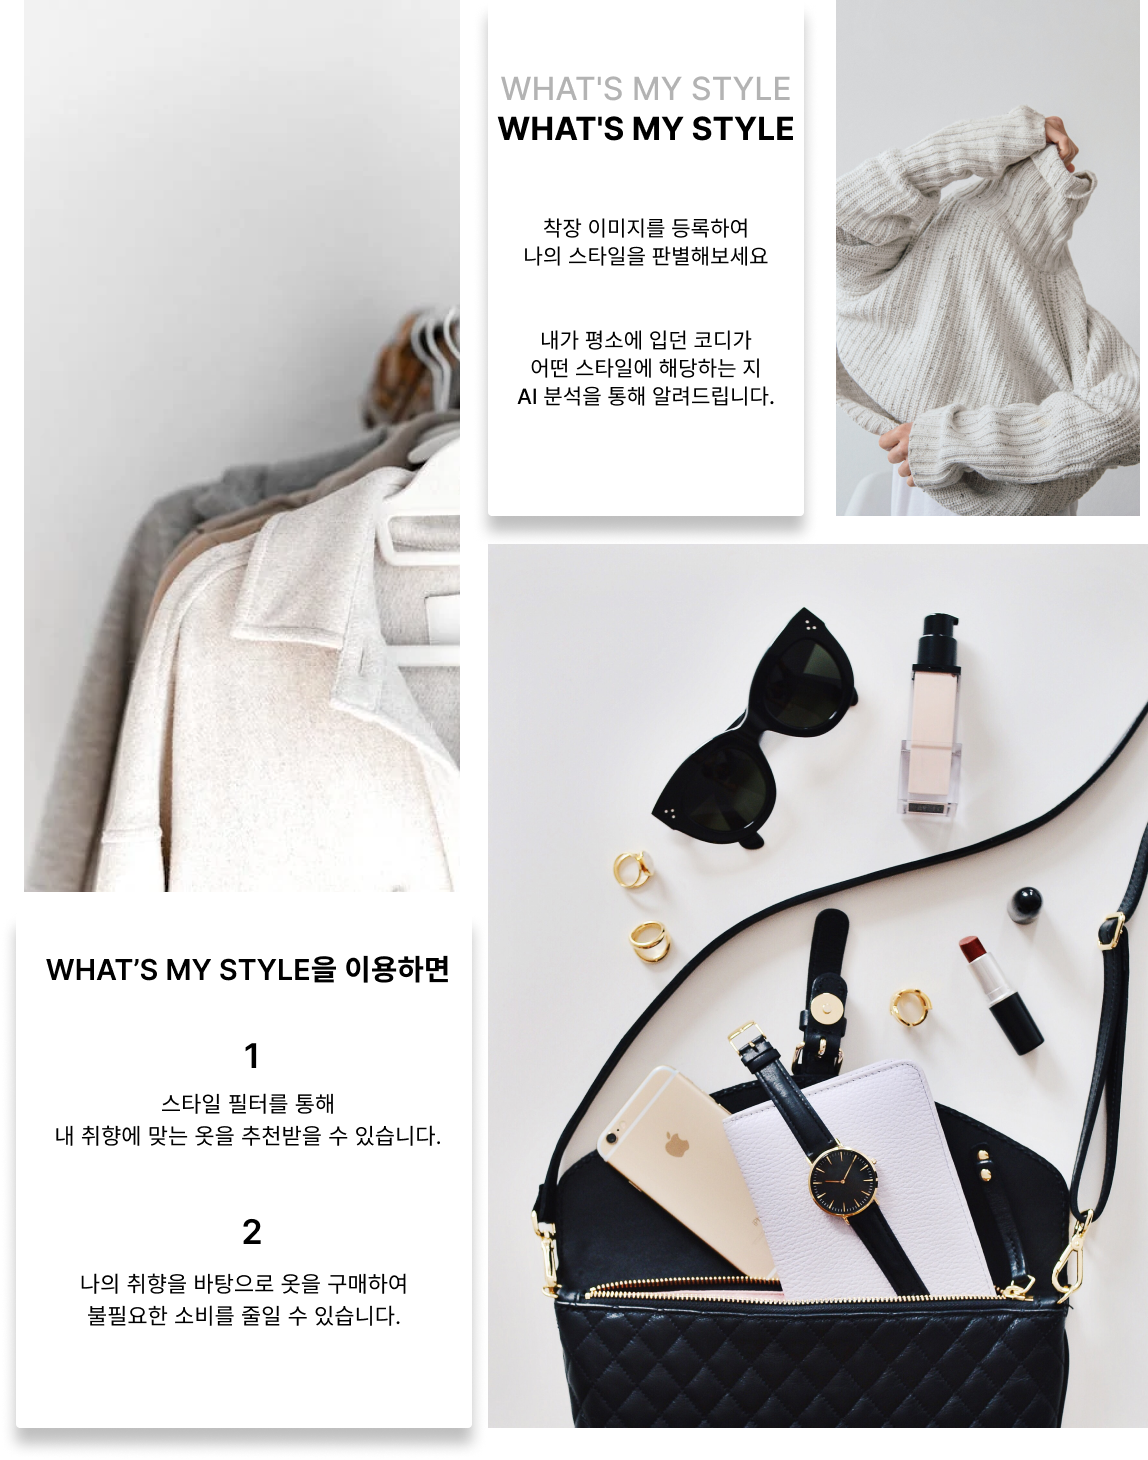 WHAT'S MY STYLE
WHAT'S MY STYLE
착장 이미지를 등록하여
나의 스타일을 판별해보세요
내가 평소에 입던 코디가
어떤 스타일에 해당하는 지
AI 분석을 통해 알려드립니다.
WHAT’S MY STYLE을 이용하면
1
스타일 필터를 통해
내 취향에 맞는 옷을 추천받을 수 있습니다.
2
나의 취향을 바탕으로 옷을 구매하여
불필요한 소비를 줄일 수 있습니다.